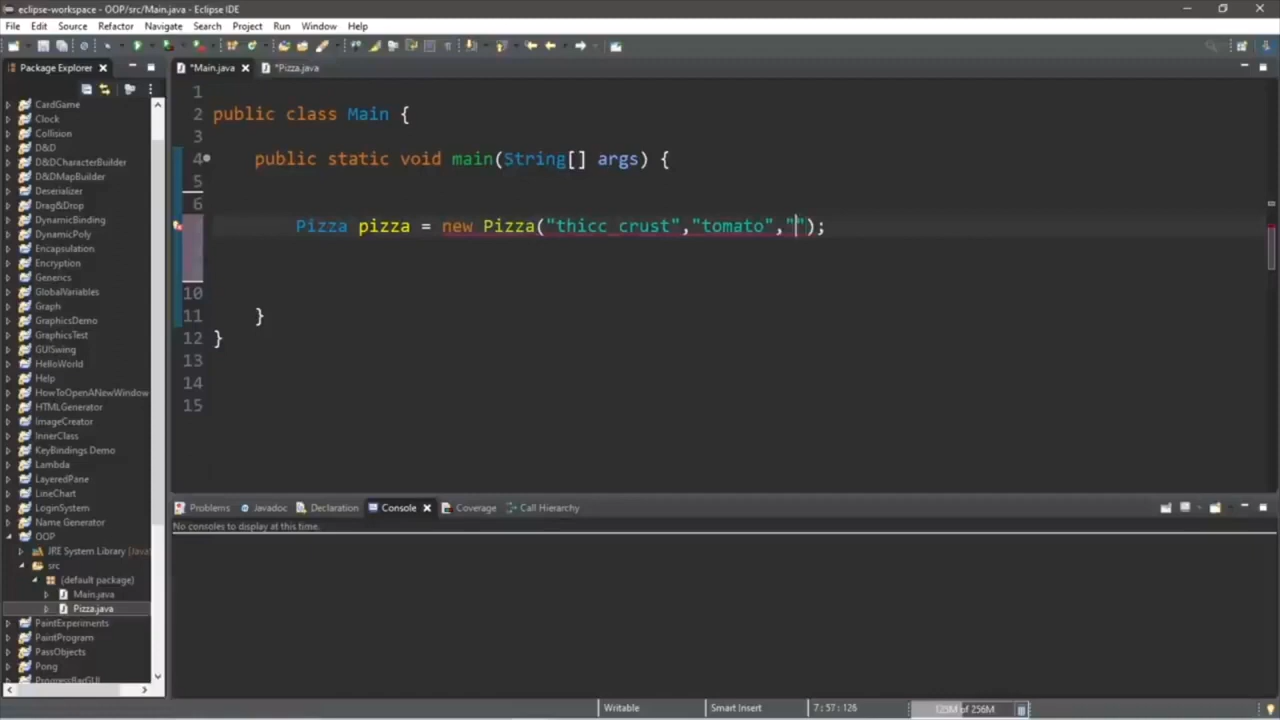 eclipse-workspace - OOP/src/Main.java - Eclipse IDE
File Edit Source Refactor Navigate Search Project Run Window Help
Package Explorer
*Main.java *Pizza.java
CardGame
Clock
Collision
D&D
D&DCharacterBuilder
D&DMapBuilder
Deserializer
Drag&Drop
DynamicBinding
DynamicPoly
Encapsulation
Encryption
Generics
GlobalVariables
Graph
GraphicsDemo
GraphicsTest
GUISwing
HelloWorld
Help
HowToOpenANewWindow
HTMLGenerator
ImageCreator
InnerClass
KeyBindings Demo
Lambda
LayeredPane
LineChart
LoginSystem
Name Generator
OOP
JRE System Library (Java
src
(default package)
Main.java
Pizza.java
PaintExperiments
PaintProgram
PassObjects
Pong
ProgressBarGUI
1
2 public class Main {
3
4 public static void main(String[] args) {
5
6
Pizza pizza = new Pizza("thicc_crust","tomato","");
10
11 }
12 }
13
14
15
Problems Javadoc Declaration Console Coverage Call Hierarchy
No consoles to display at this time.
Writable Smart Insert 7 : 57 : 126 125M of 256M